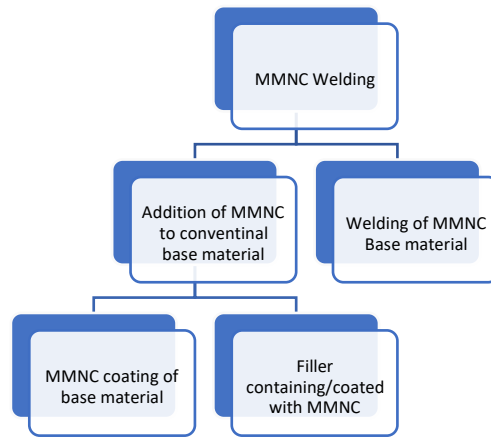 MMNC Welding
Addition of MMNC
to conventinal
base material
Welding of MMNC
Base material
MMNC coating of
base material
Filler
containing/coated
with MMNC